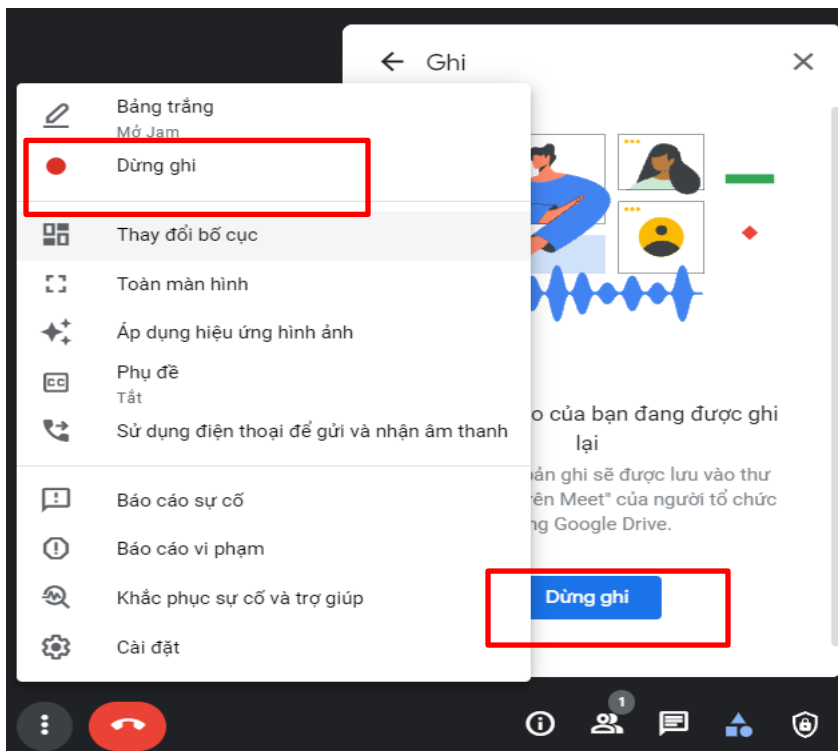 Ghi
Bảng trắng
Mở Jam
Dừng ghi
Thay đổi bố cục
Toàn màn hình
Áp dụng hiệu ứng hình ảnh
Phụ đề
Tắt
Sử dụng điện thoại để gửi và nhận âm thanh
Báo cáo sự cố
Báo cáo vi phạm
Khắc phục sự cố và trợ giúp
Cài đặt
của bạn đang được ghi
lại
ghi sẽ được lưu vào thư
Meet" của người tổ chức
Google Drive.
Dừng ghi
1